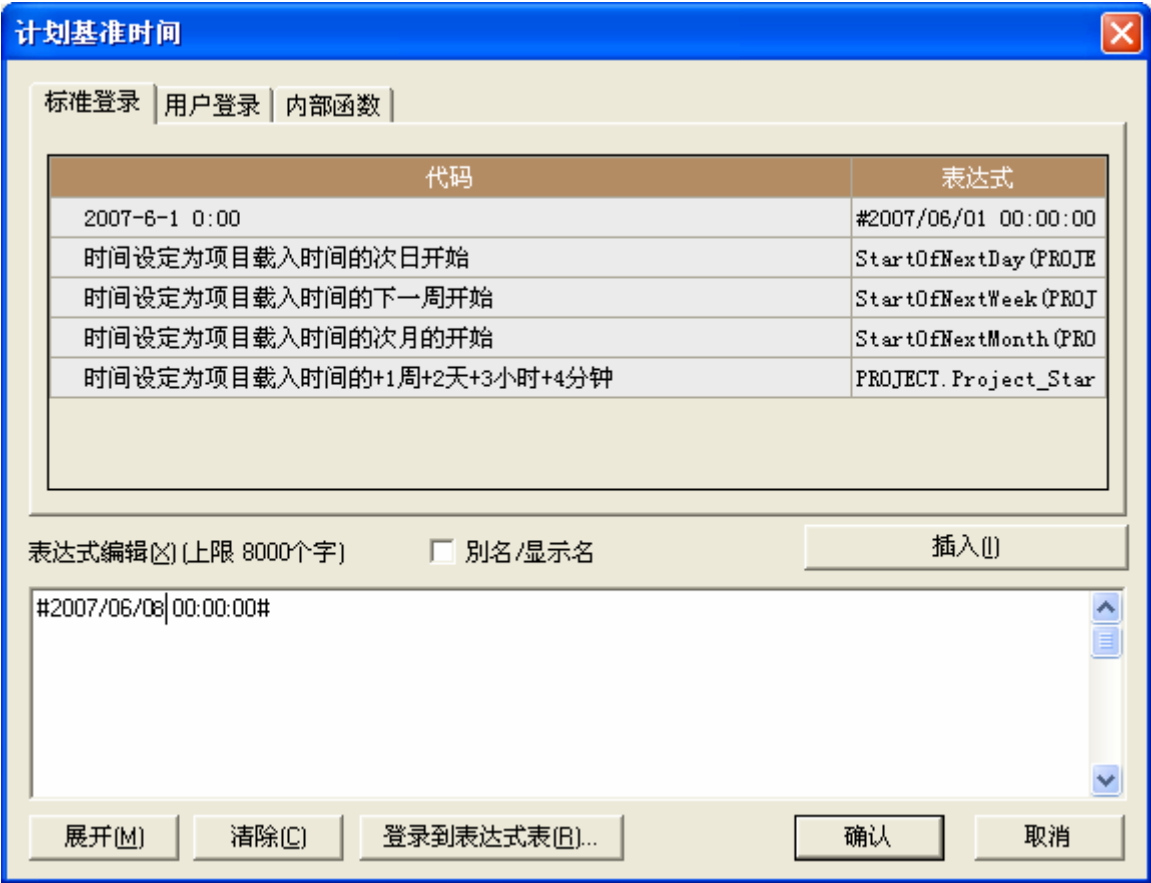 计划基准时间
标准登录 用户登录 内部函数
代码 表达式
2007-6-1 0:00 #2007/06/01 00:00:00
时间设定为项目载入时间的次日开始 StartOfNextDay(PROJE
时间设定为项目载入时间的下一周开始 StartOfNextWeek(PROJ
时间设定为项目载入时间的次月的开始 StartOfNextMonth(PRO
时间设定为项目载入时间的+1周+2天+3小时+4分钟 PROJECT.Project_Star
表达式编辑(X)(上限 8000个字) 别名/显示名 插入(I)
#2007/06/08 00:00:00#
展开(M) 清除(C) 登录到表达式表(R)... 确认 取消